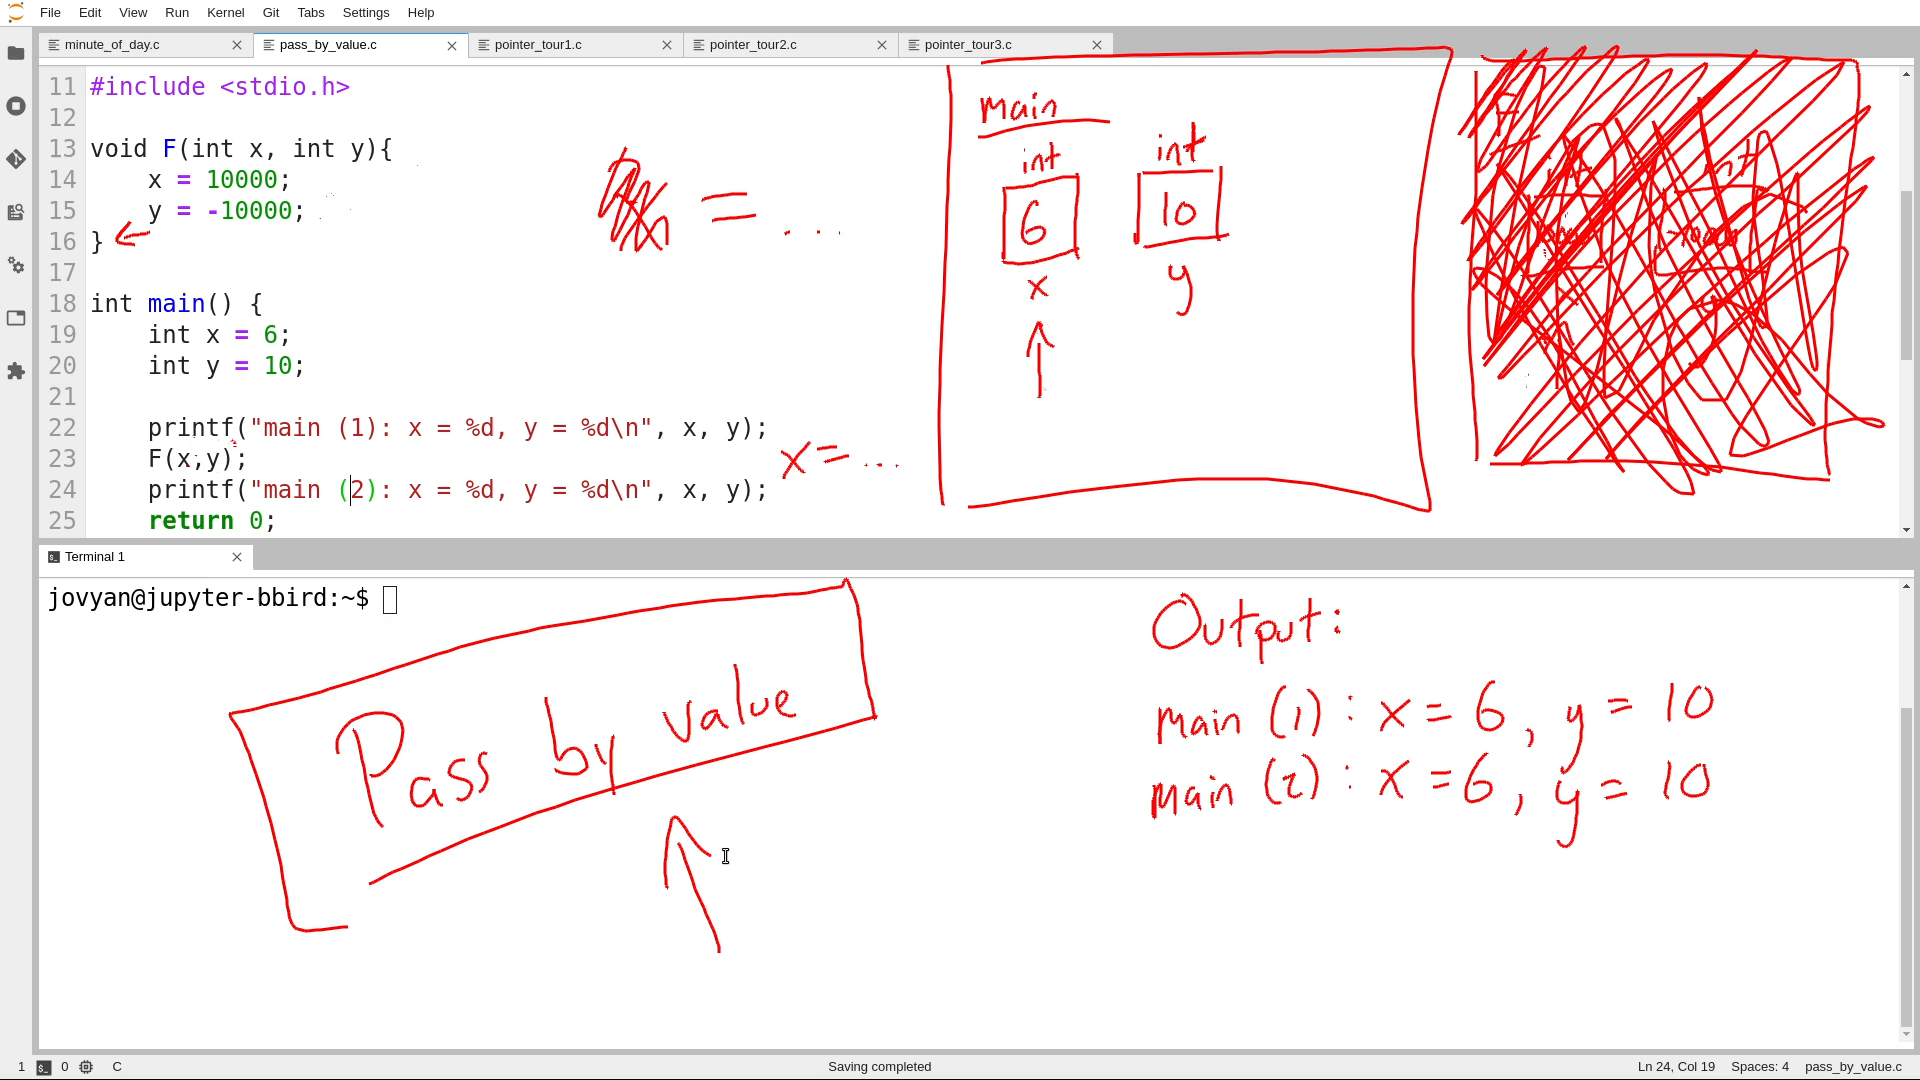 File Edit View Run Kernel Git Tabs Settings Help
minute_of_day.c pass_by_value.c pointer_tour1.c pointer_tour2.c pointer_tour3.c
11 #include <stdio.h>
12
13 void F(int x, int y){
14 x = 10000;
15 y = -10000;
16 }
17
18 int main() {
19 int x = 6;
20 int y = 10;
21
22 printf("main (1): x = %d, y = %d\n", x, y);
23 F(x,y);
24 printf("main (2): x = %d, y = %d\n", x, y);
25 return 0;
= ...
x = ...
main
int int
6 10
x y
Terminal 1
jovyan@jupyter-bbird:~$
Pass by value
Output:
main (1): x = 6, y = 10
main (2): x = 6, y = 10
1 0 C Saving completed Ln 24, Col 19 Spaces: 4 pass_by_value.c